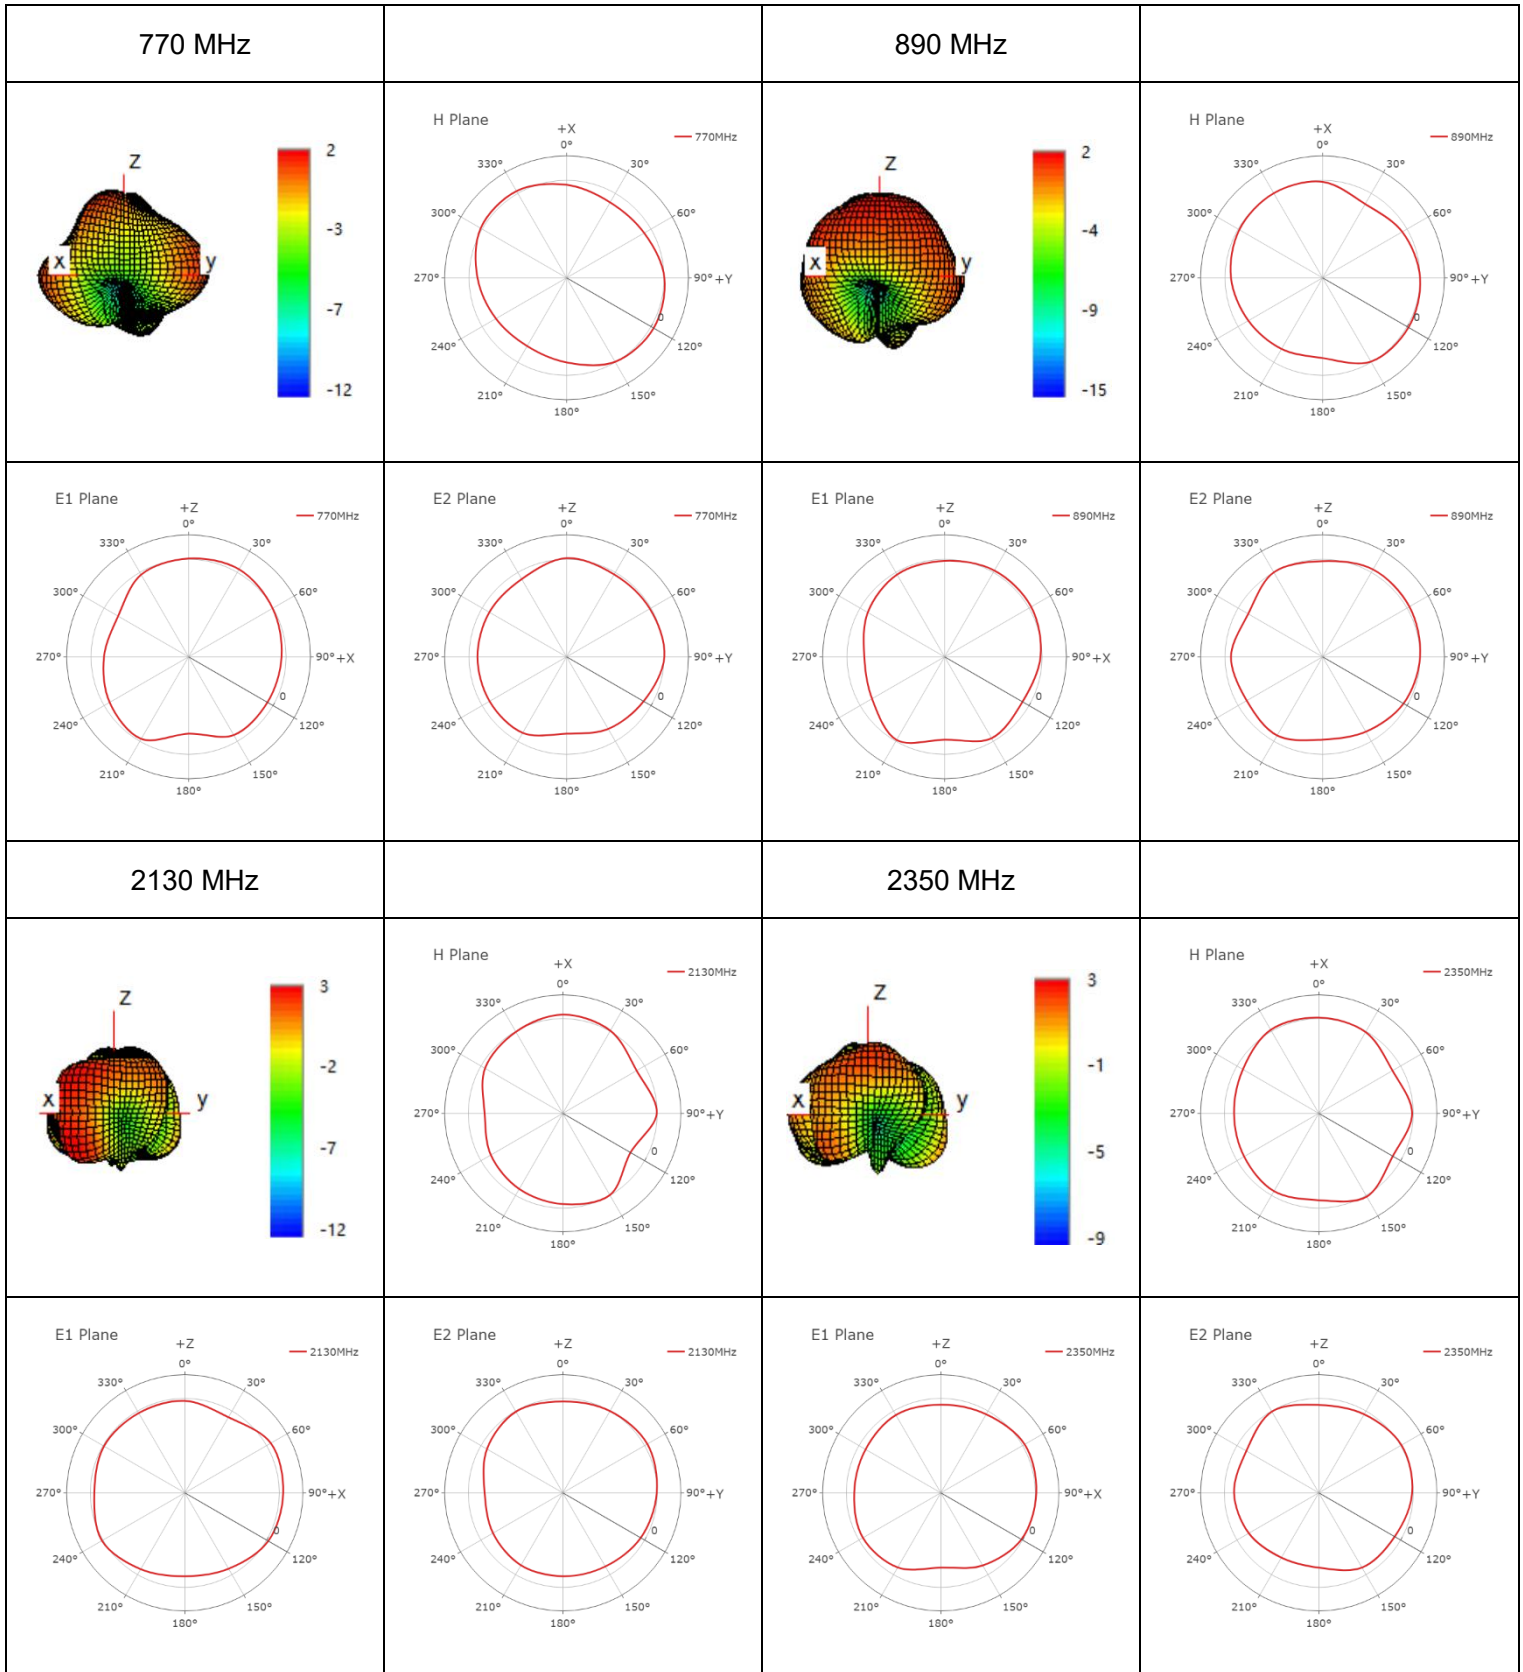 770 MHz
890 MHz
Z
x
y
2
-3
-7
-12
H Plane
770MHz
+X
0°
30°
60°
90°+Y
0
120°
150°
180°
210°
240°
270°
300°
330°
Z
x
y
2
-4
-9
-15
H Plane
890MHz
+X
0°
30°
60°
90°+Y
0
120°
150°
180°
210°
240°
270°
300°
330°
E1 Plane
770MHz
+Z
0°
30°
60°
90°+X
0
120°
150°
180°
210°
240°
270°
300°
330°
E2 Plane
770MHz
+Z
0°
30°
60°
90°+Y
0
120°
150°
180°
210°
240°
270°
300°
330°
E1 Plane
890MHz
+Z
0°
30°
60°
90°+X
0
120°
150°
180°
210°
240°
270°
300°
330°
E2 Plane
890MHz
+Z
0°
30°
60°
90°+Y
0
120°
150°
180°
210°
240°
270°
300°
330°
2130 MHz
2350 MHz
Z
x
y
3
-2
-7
-12
H Plane
2130MHz
+X
0°
30°
60°
90°+Y
0
120°
150°
180°
210°
240°
270°
300°
330°
Z
x
y
3
-1
-5
-9
H Plane
2350MHz
+X
0°
30°
60°
90°+Y
0
120°
150°
180°
210°
240°
270°
300°
330°
E1 Plane
2130MHz
+Z
0°
30°
60°
90°+X
0
120°
150°
180°
210°
240°
270°
300°
330°
E2 Plane
2130MHz
+Z
0°
30°
60°
90°+Y
0
120°
150°
180°
210°
240°
270°
300°
330°
E1 Plane
2350MHz
+Z
0°
30°
60°
90°+X
0
120°
150°
180°
210°
240°
270°
300°
330°
E2 Plane
2350MHz
+Z
0°
30°
60°
90°+Y
0
120°
150°
180°
210°
240°
270°
300°
330°